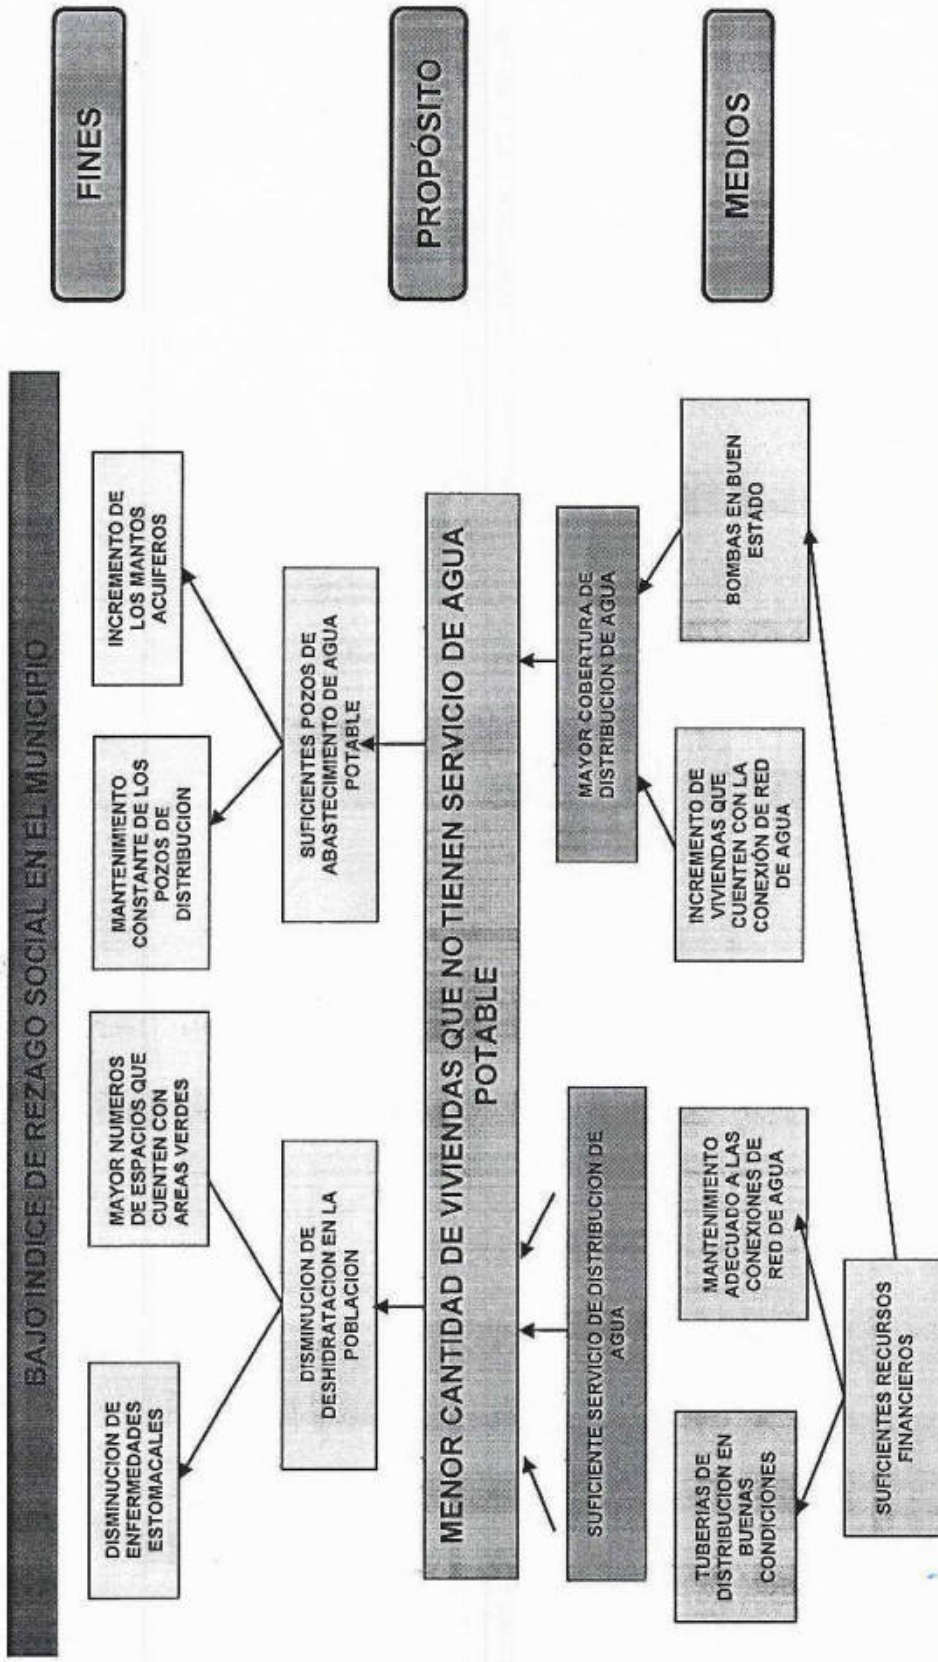 BAJO INDICE DE REZAGO SOCIAL EN EL MUNICIPIO
FINES
DISMINUCION DE
ENFERMEDADES
ESTOMACALES
MAYOR NUMEROS
DE ESPACIOS QUE
CUENTEN CON
AREAS VERDES
MANTENIMIENTO
CONSTANTE DE LOS
POZOS DE
DISTRIBUCION
INCREMENTO DE
LOS MANTOS
ACUIFEROS
DISMINUCION DE
DESHIDRATACION EN LA
POBLACION
SUFICIENTES POZOS DE
ABASTECIMIENTO DE AGUA
POTABLE
MENOR CANTIDAD DE VIVIENDAS QUE NO TIENEN SERVICIO DE AGUA
POTABLE
PROPÓSITO
SUFICIENTE SERVICIO DE DISTRIBUCION DE
AGUA
MAYOR COBERTURA DE
DISTRIBUCION DE AGUA
TUBERIAS DE
DISTRIBUCION EN
BUENAS
CONDICIONES
MANTENIMIENTO
ADECUADO A LAS
CONEXIONES DE
RED DE AGUA
INCREMENTO DE
VIVIENDAS QUE
CUENTEN CON LA
CONEXIÓN DE RED
DE AGUA
BOMBAS EN BUEN
ESTADO
MEDIOS
SUFICIENTES RECURSOS
FINANCIEROS